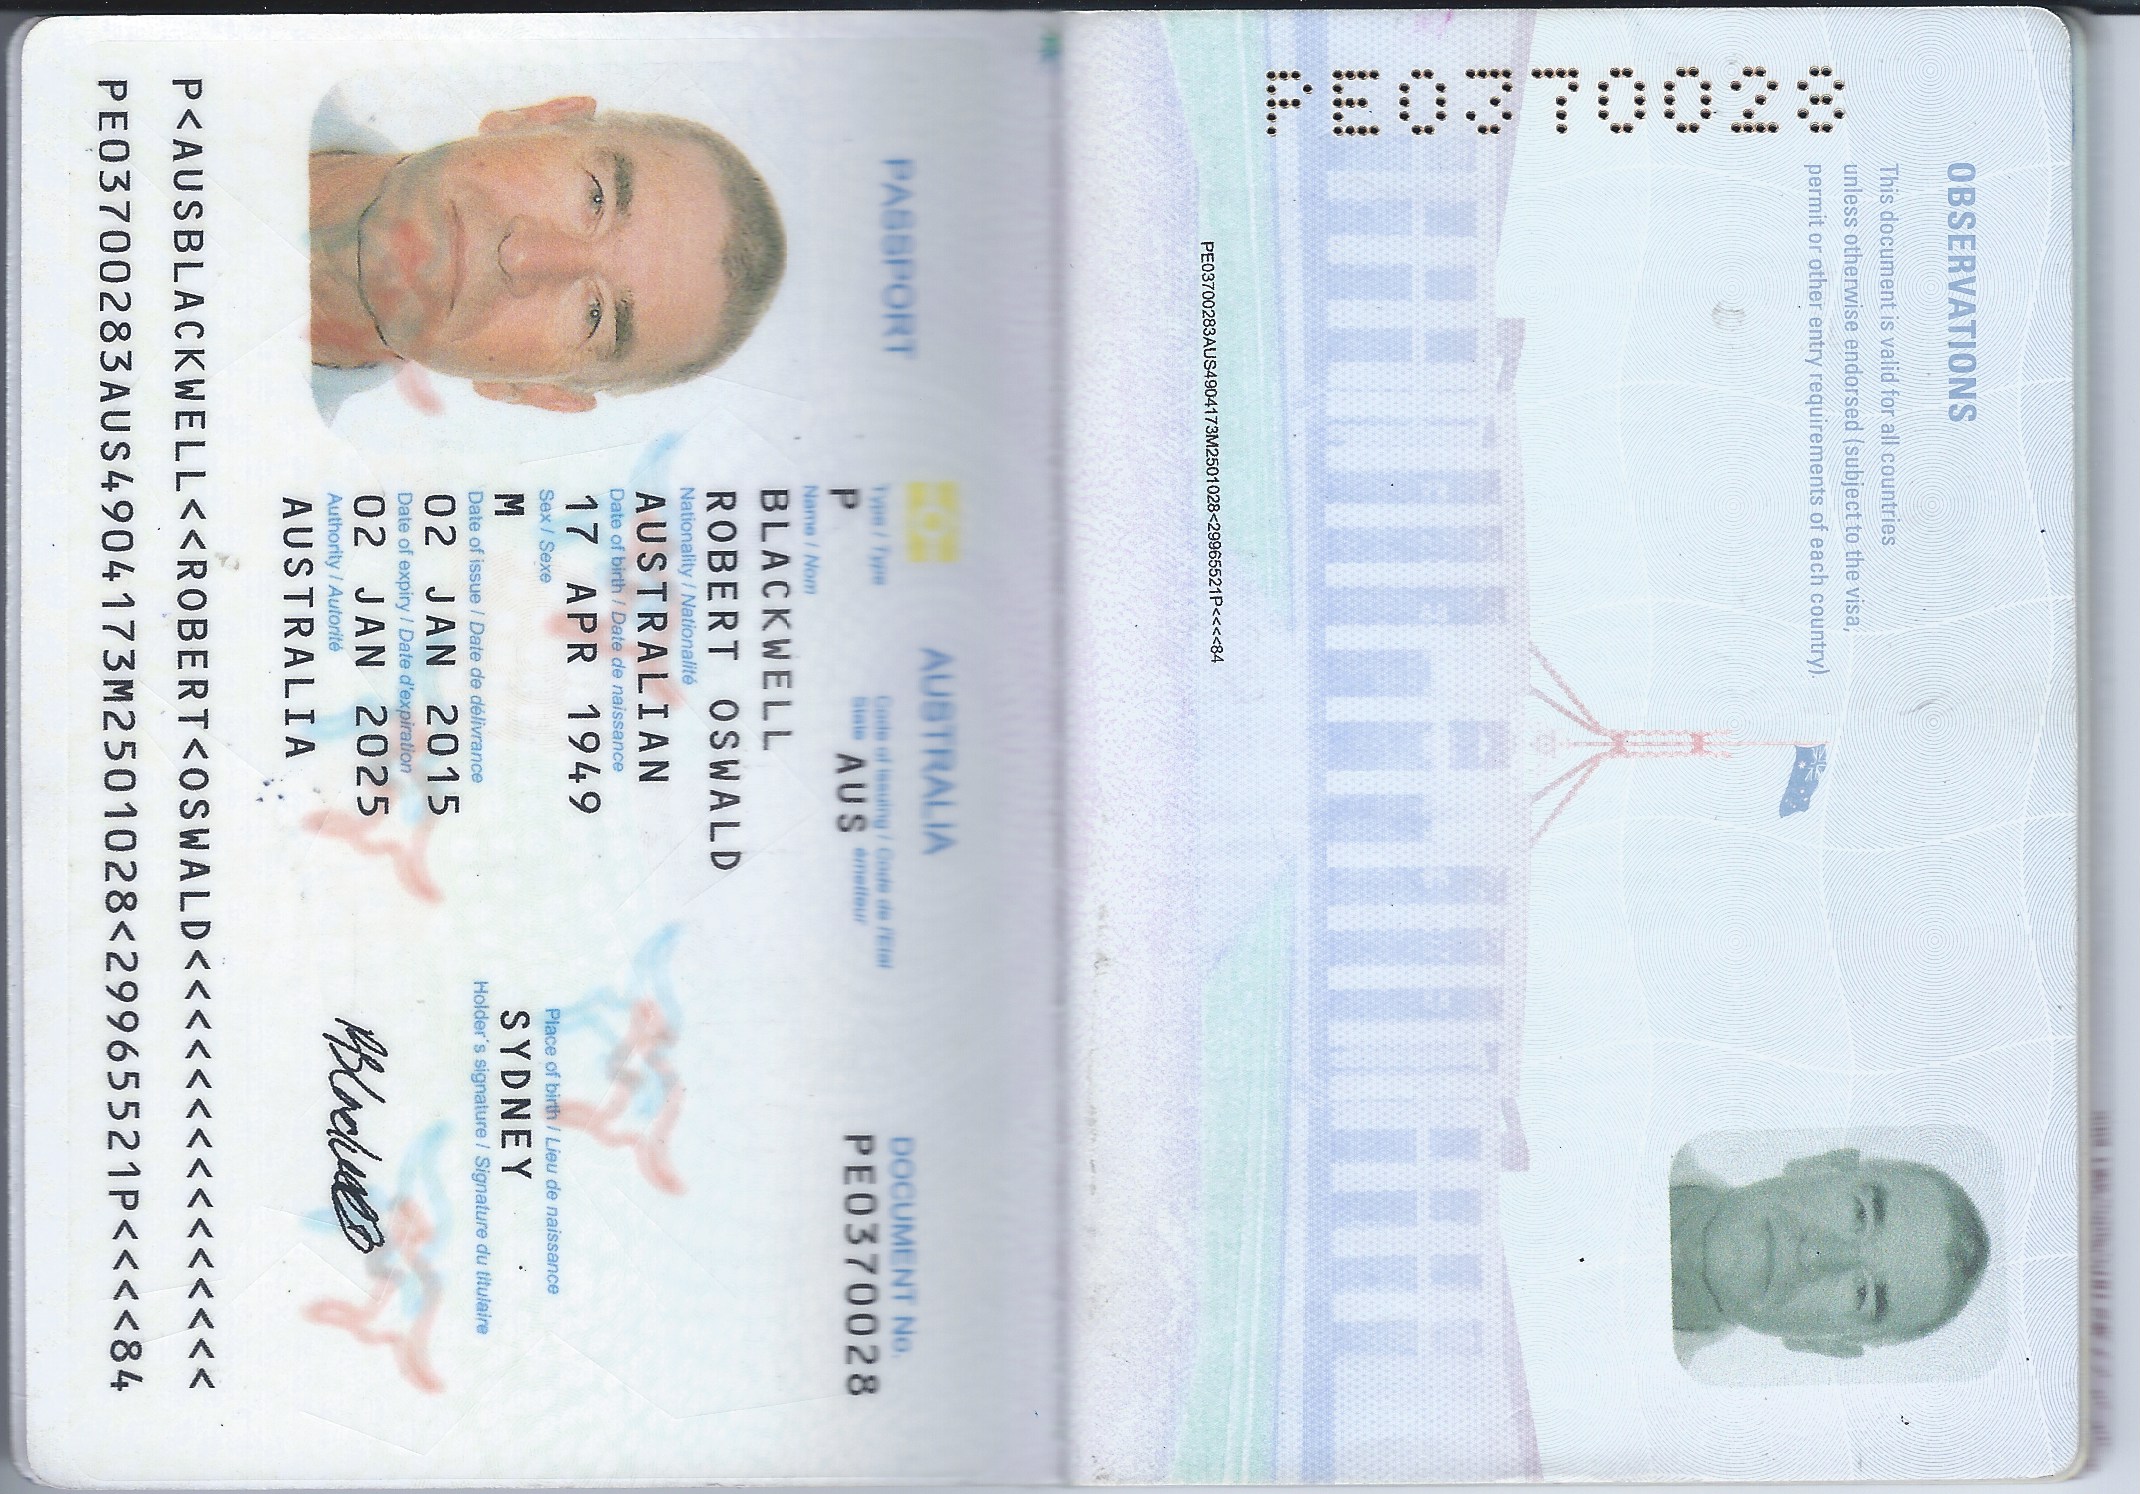 PE0370028
OBSERVATIONS
This document is valid for all countries
unless otherwise endorsed (subject to the visa,
permit or other entry requirements of each country).
PE03700283AUS4904173M2501028<29965521P<<<84
PASSPORT
AUSTRALIA
DOCUMENT No.
Type / Type
Code of issuing / Code de l'État
State
émetteur
P
AUS
PE0370028
Name / Nom
BLACKWELL
ROBERT OSWALD
Nationality / Nationalité
AUSTRALIAN
Date of birth / Date de naissance
17 APR 1949
Sex / Sexe
Place of birth / Lieu de naissance
M
SYDNEY
Date of issue / Date de délivrance
Holder's signature / Signature du titulaire
02 JAN 2015
Date of expiry / Date d'expiration
02 JAN 2025
Authority / Autorité
AUSTRALIA
P<AUSBLACKWELL<<ROBERT<OSWALD<<<<<<<<<<<<<<<
PE03700283AUS4904173M2501028<29965521P<<<<84